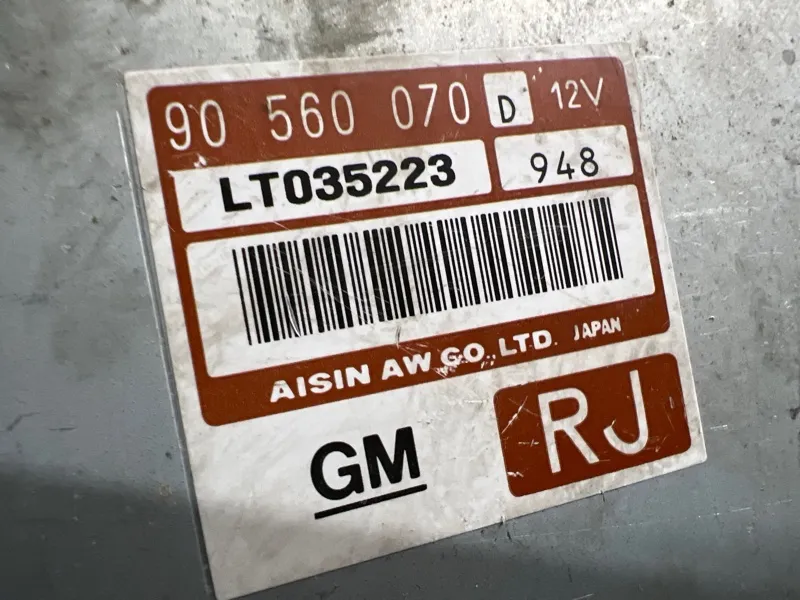 90 560 070 D 12V
LT035223 948
AISIN AW CO., LTD. JAPAN
GM RJ